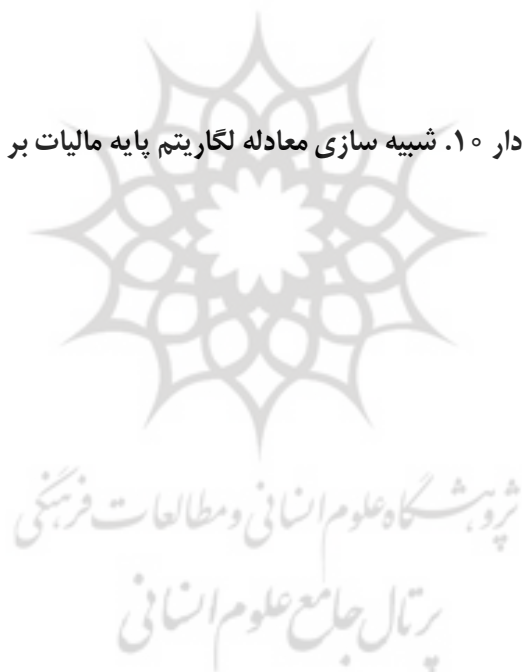 دار ۱۰. شبیه سازی معادله لگاریتم پایه مالیات بر
پژوهشگاه علوم انسانی و مطالعات فرهنگی
پرتال جامع علوم انسانی